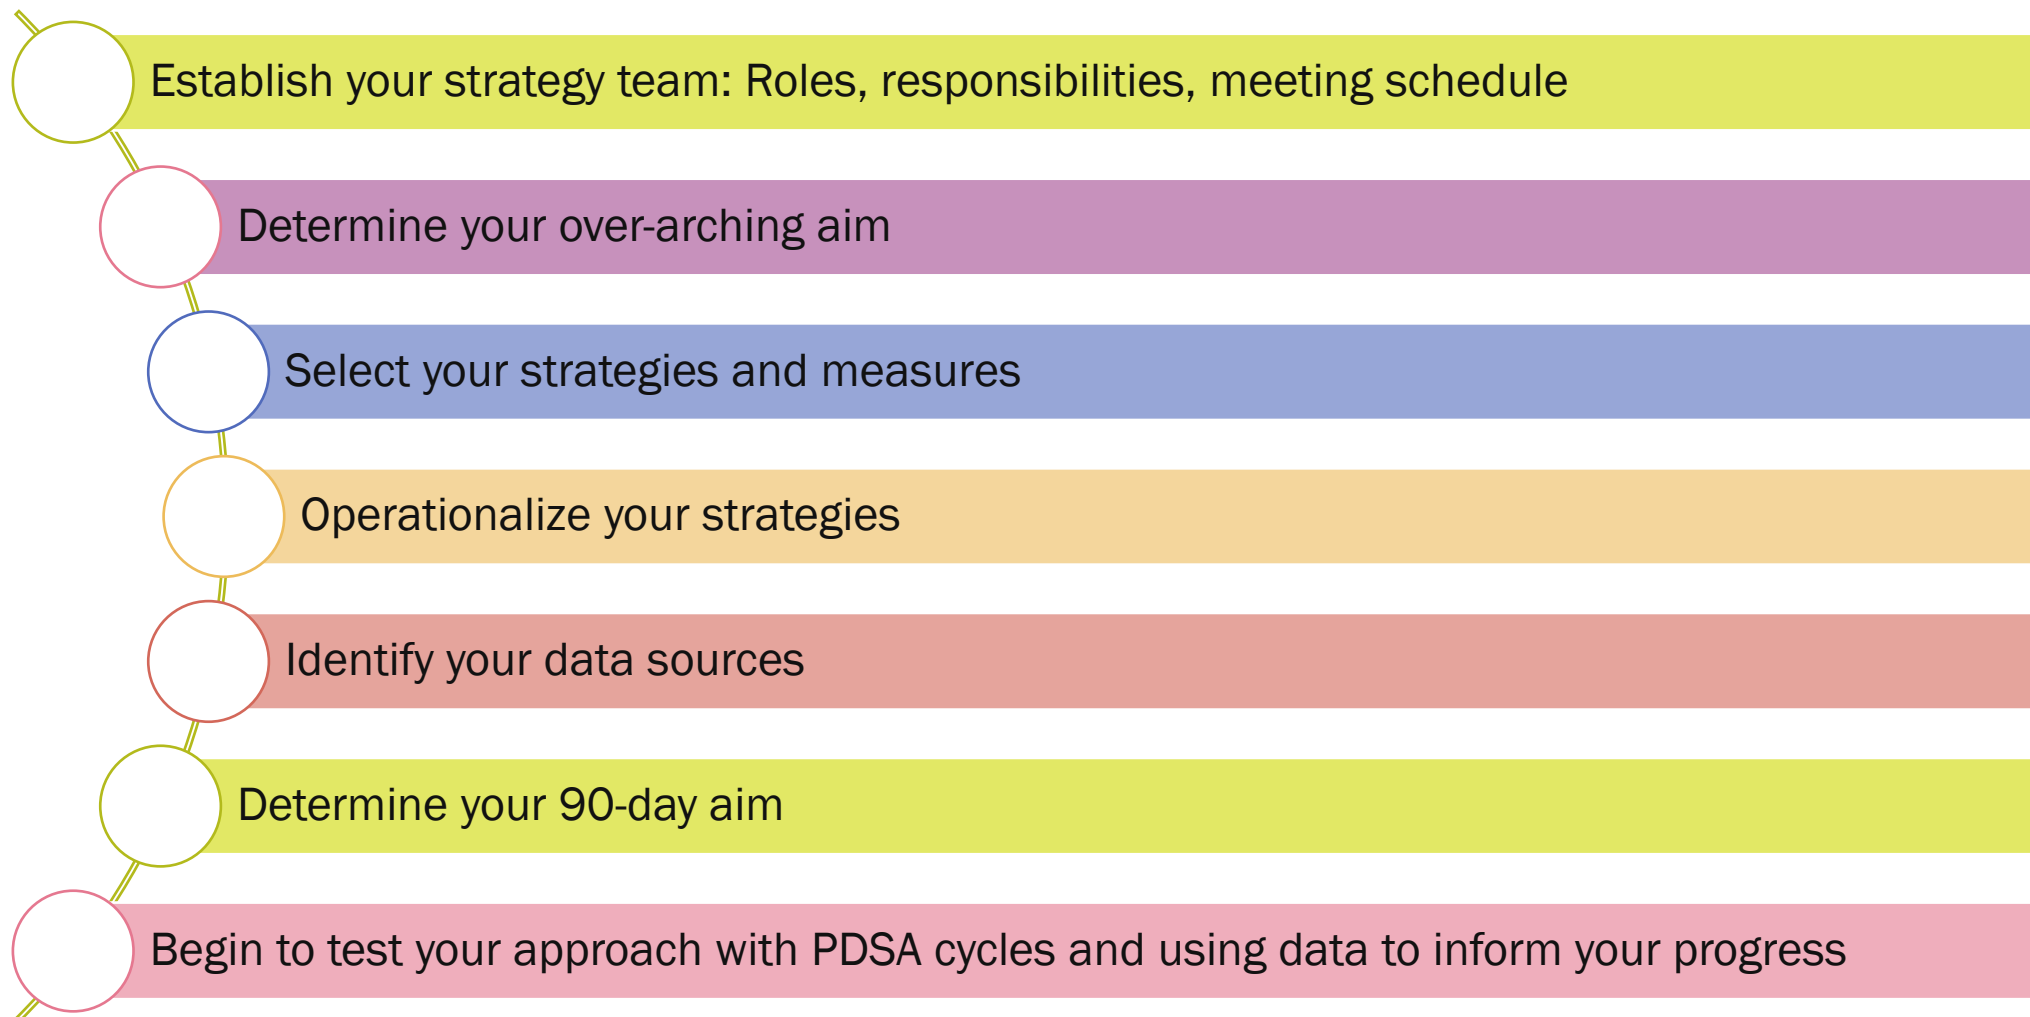 Establish your strategy team: Roles, responsibilities, meeting schedule
Determine your over-arching aim
Select your strategies and measures
Operationalize your strategies
Identify your data sources
Determine your 90-day aim
Begin to test your approach with PDSA cycles and using data to inform your progress